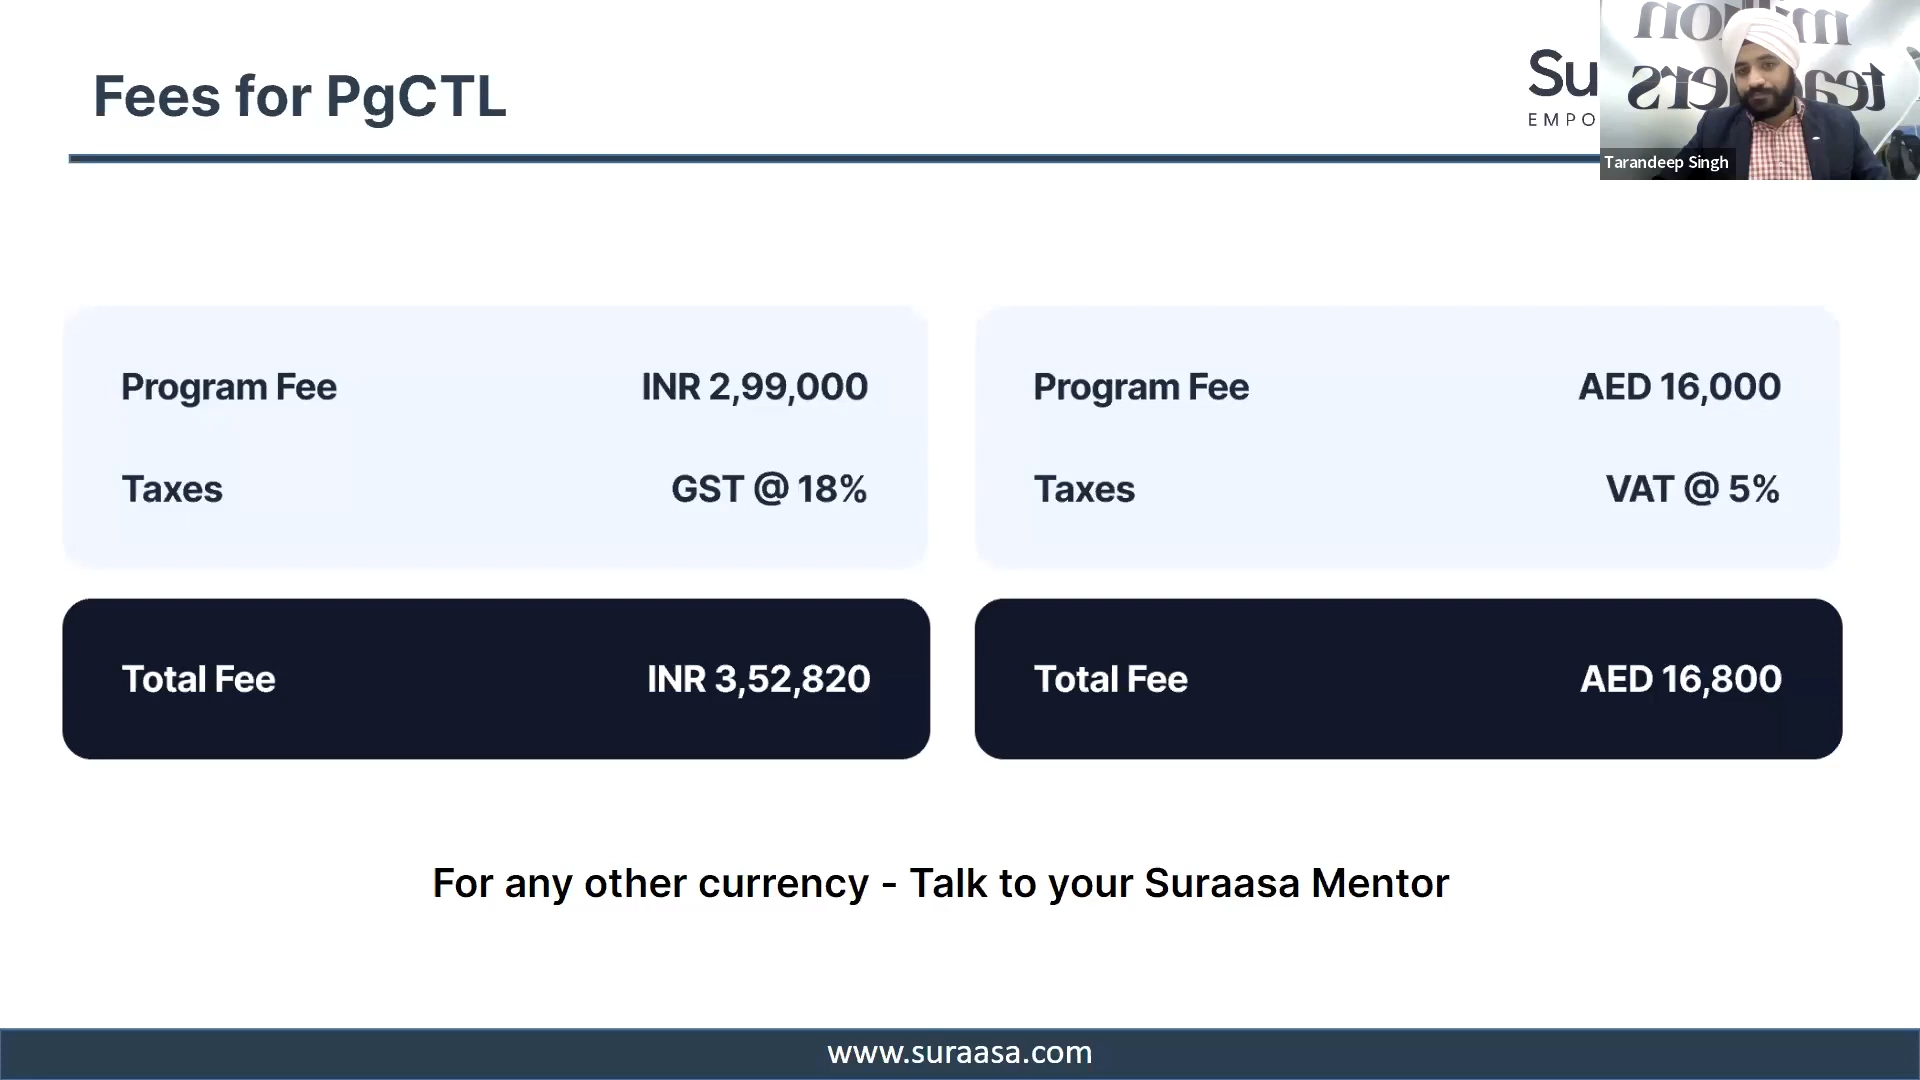 Fees for PgCTL
Su
EMPO
million
teachers
Tarandeep Singh
Program Fee INR 2,99,000
Taxes GST @ 18%
Total Fee INR 3,52,820
Program Fee AED 16,000
Taxes VAT @ 5%
Total Fee AED 16,800
For any other currency - Talk to your Suraasa Mentor
www.suraasa.com